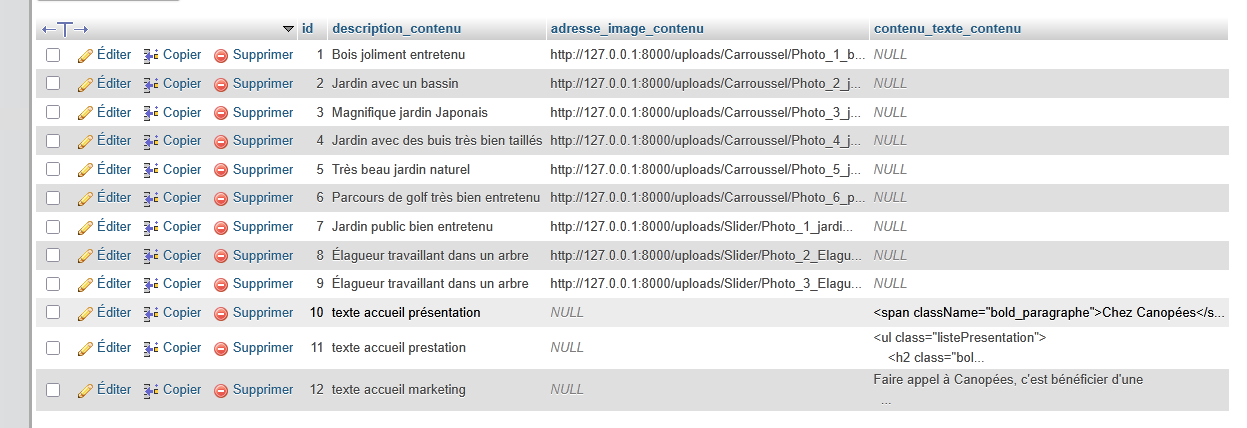 ←T→ id description_contenu adresse_image_contenu contenu_texte_contenu
Éditer Copier Supprimer 1 Bois joliment entretenu http://127.0.0.1:8000/uploads/Carroussel/Photo_1_b... NULL
Éditer Copier Supprimer 2 Jardin avec un bassin http://127.0.0.1:8000/uploads/Carroussel/Photo_2_j... NULL
Éditer Copier Supprimer 3 Magnifique jardin Japonais http://127.0.0.1:8000/uploads/Carroussel/Photo_3_j... NULL
Éditer Copier Supprimer 4 Jardin avec des buis très bien taillés http://127.0.0.1:8000/uploads/Carroussel/Photo_4_j... NULL
Éditer Copier Supprimer 5 Très beau jardin naturel http://127.0.0.1:8000/uploads/Carroussel/Photo_5_j... NULL
Éditer Copier Supprimer 6 Parcours de golf très bien entretenu http://127.0.0.1:8000/uploads/Carroussel/Photo_6_p... NULL
Éditer Copier Supprimer 7 Jardin public bien entretenu http://127.0.0.1:8000/uploads/Slider/Photo_1_jardi... NULL
Éditer Copier Supprimer 8 Élagueur travaillant dans un arbre http://127.0.0.1:8000/uploads/Slider/Photo_2_Elagu... NULL
Éditer Copier Supprimer 9 Élagueur travaillant dans un arbre http://127.0.0.1:8000/uploads/Slider/Photo_3_Elagu... NULL
Éditer Copier Supprimer 10 texte accueil présentation NULL <span className="bold_paragraphe">Chez Canopées</s...
Éditer Copier Supprimer 11 texte accueil prestation NULL <ul class="listePresentation">
<h2 class="bol...
Éditer Copier Supprimer 12 texte accueil marketing NULL Faire appel à Canopées, c'est bénéficier d'une
...